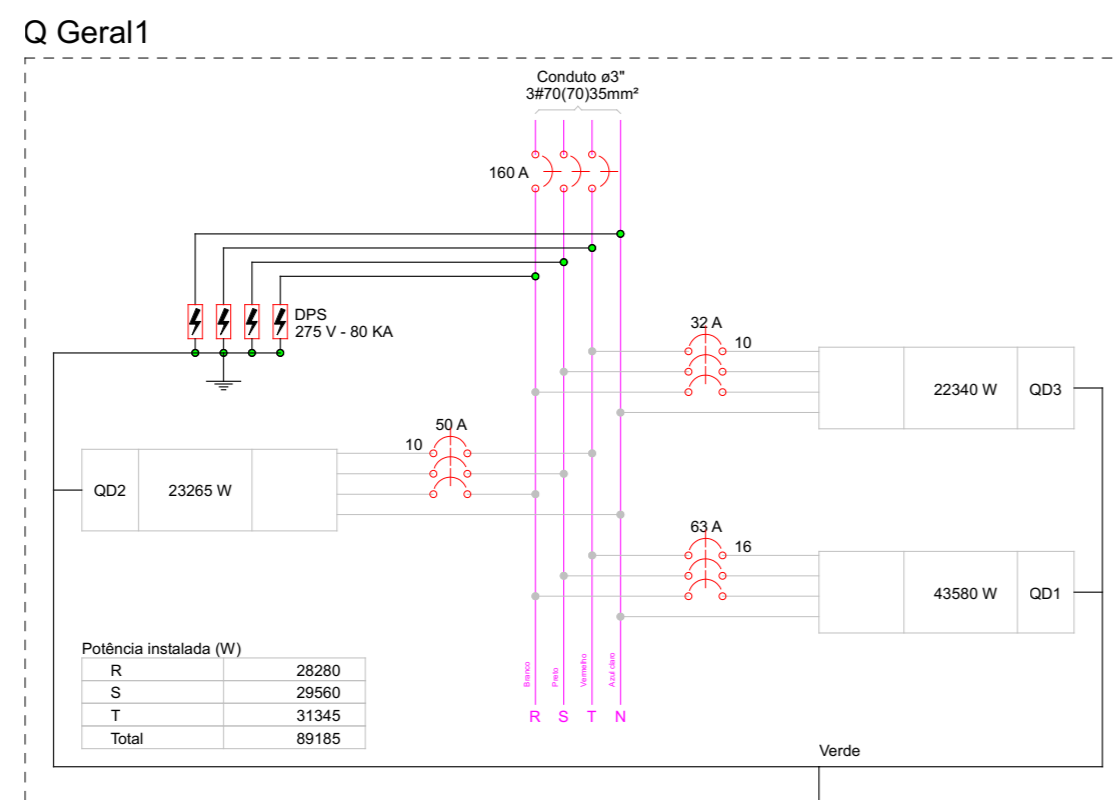 Q Geral1
Conduto ø3"
3#70(70)35mm²
160 A
DPS
275 V - 80 KA
32 A
10
22340 W
QD3
50 A
10
QD2
23265 W
63 A
16
43580 W
QD1
Potência instalada (W)
R 28280
S 29560
T 31345
Total 89185
Branco
Preto
Vermelho
Azul claro
R S T N
Verde